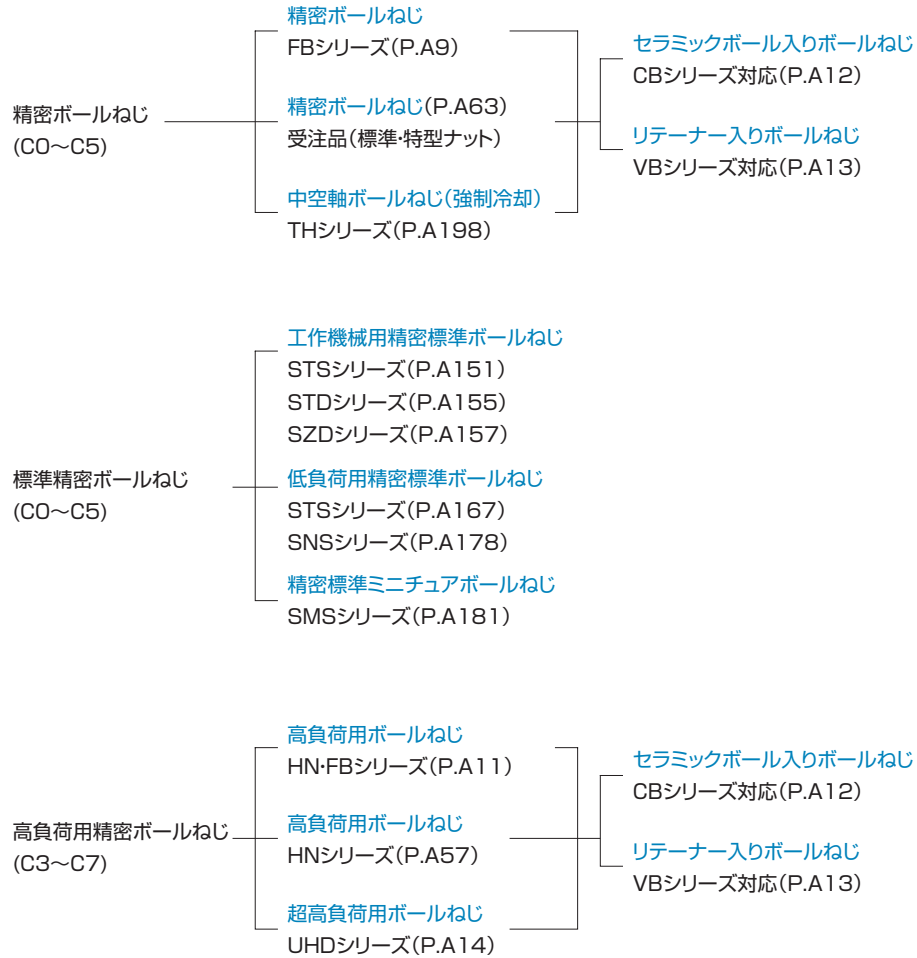 精密ボールねじ
(C0〜C5)
精密ボールねじ
FBシリーズ(P.A9)
精密ボールねじ(P.A63)
受注品(標準・特型ナット)
中空軸ボールねじ(強制冷却)
THシリーズ(P.A198)
セラミックボール入りボールねじ
CBシリーズ対応(P.A12)
リテーナー入りボールねじ
VBシリーズ対応(P.A13)
標準精密ボールねじ
(C0〜C5)
工作機械用精密標準ボールねじ
STSシリーズ(P.A151)
STDシリーズ(P.A155)
SZDシリーズ(P.A157)
低負荷用精密標準ボールねじ
STSシリーズ(P.A167)
SNSシリーズ(P.A178)
精密標準ミニチュアボールねじ
SMSシリーズ(P.A181)
高負荷用精密ボールねじ
(C3〜C7)
高負荷用ボールねじ
HN・FBシリーズ(P.A11)
高負荷用ボールねじ
HNシリーズ(P.A57)
超高負荷用ボールねじ
UHDシリーズ(P.A14)
セラミックボール入りボールねじ
CBシリーズ対応(P.A12)
リテーナー入りボールねじ
VBシリーズ対応(P.A13)